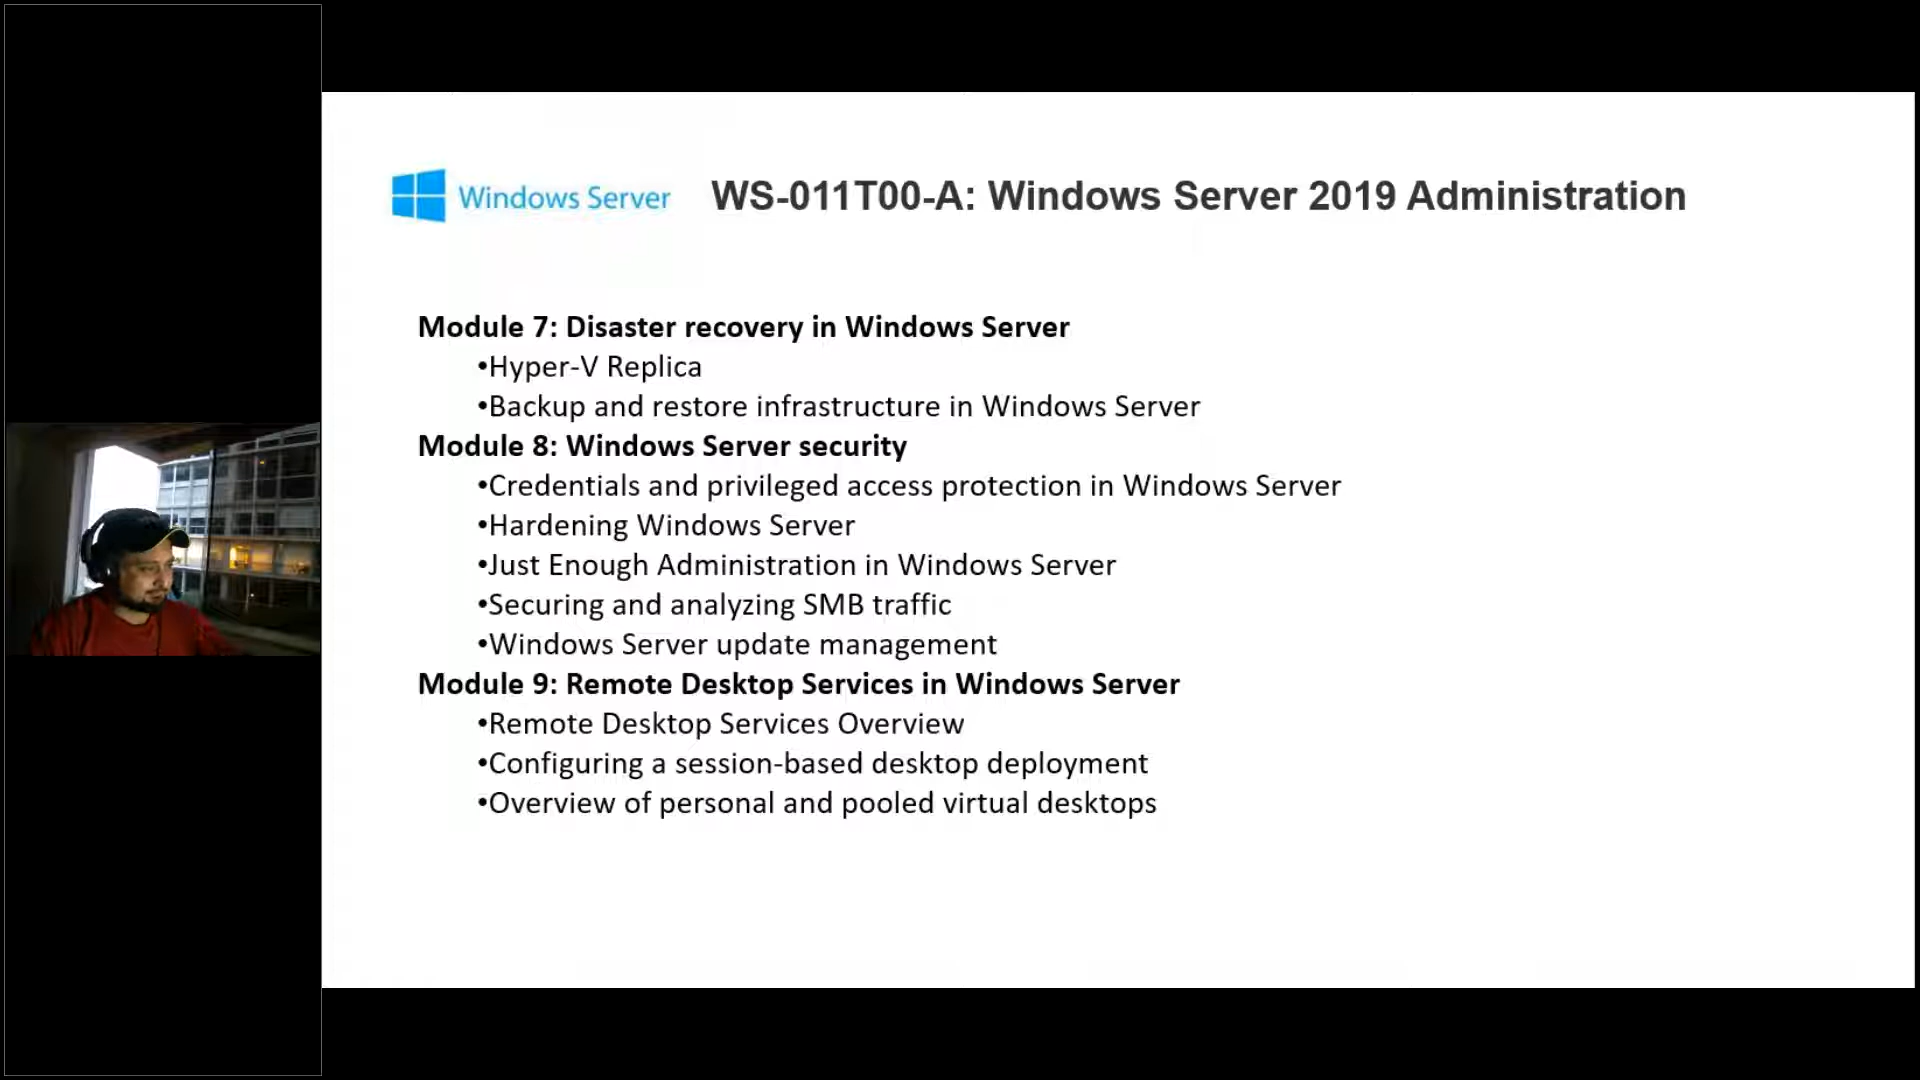 Windows Server
WS-011T00-A: Windows Server 2019 Administration
Module 7: Disaster recovery in Windows Server
•Hyper-V Replica
•Backup and restore infrastructure in Windows Server
Module 8: Windows Server security
•Credentials and privileged access protection in Windows Server
•Hardening Windows Server
•Just Enough Administration in Windows Server
•Securing and analyzing SMB traffic
•Windows Server update management
Module 9: Remote Desktop Services in Windows Server
•Remote Desktop Services Overview
•Configuring a session-based desktop deployment
•Overview of personal and pooled virtual desktops